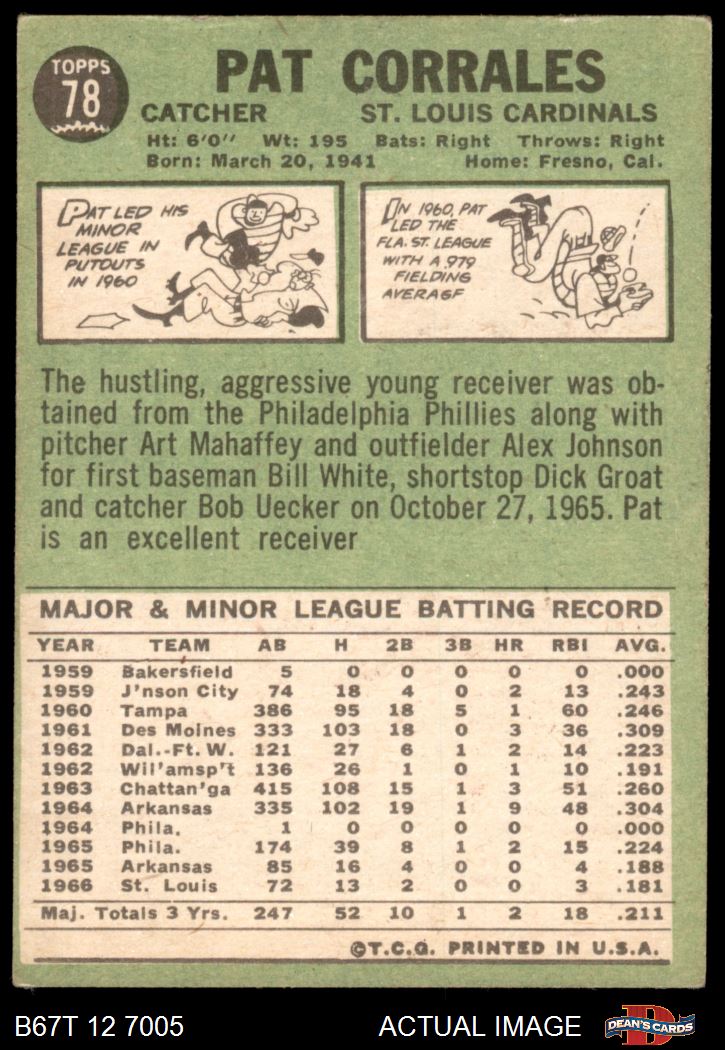 TOPPS
78
PAT CORRALES
CATCHER ST. LOUIS CARDINALS
Ht: 6'0" Wt: 195 Bats: Right Throws: Right
Born: March 20, 1941 Home: Fresno, Cal.
PAT LED HIS
MINOR
LEAGUE IN
PUTOUTS
IN 1960
IN 1960, PAT
LED THE
FLA. ST. LEAGUE
WITH A .979
FIELDING
AVERAGE
The hustling, aggressive young receiver was ob-
tained from the Philadelphia Phillies along with
pitcher Art Mahaffey and outfielder Alex Johnson
for first baseman Bill White, shortstop Dick Groat
and catcher Bob Uecker on October 27, 1965. Pat
is an excellent receiver
MAJOR & MINOR LEAGUE BATTING RECORD
YEAR TEAM AB H 2B 3B HR RBI AVG.
1959 Bakersfield 5 0 0 0 0 0 .000
1959 J'nson City 74 18 4 0 2 13 .243
1960 Tampa 386 95 18 5 1 60 .246
1961 Des Moines 333 103 18 0 3 36 .309
1962 Dal.-Ft. W. 121 27 6 1 2 14 .223
1962 Wil'amsp't 136 26 1 0 1 10 .191
1963 Chattan'ga 415 108 15 1 3 51 .260
1964 Arkansas 335 102 19 1 9 48 .304
1964 Phila. 1 0 0 0 0 0 .000
1965 Phila. 174 39 8 1 2 15 .224
1965 Arkansas 85 16 4 0 0 4 .188
1966 St. Louis 72 13 2 0 0 3 .181
Maj. Totals 3 Yrs. 247 52 10 1 2 18 .211
©T.C.G. PRINTED IN U.S.A.
B67T 12 7005 ACTUAL IMAGE
D
DEAN'S CARDS